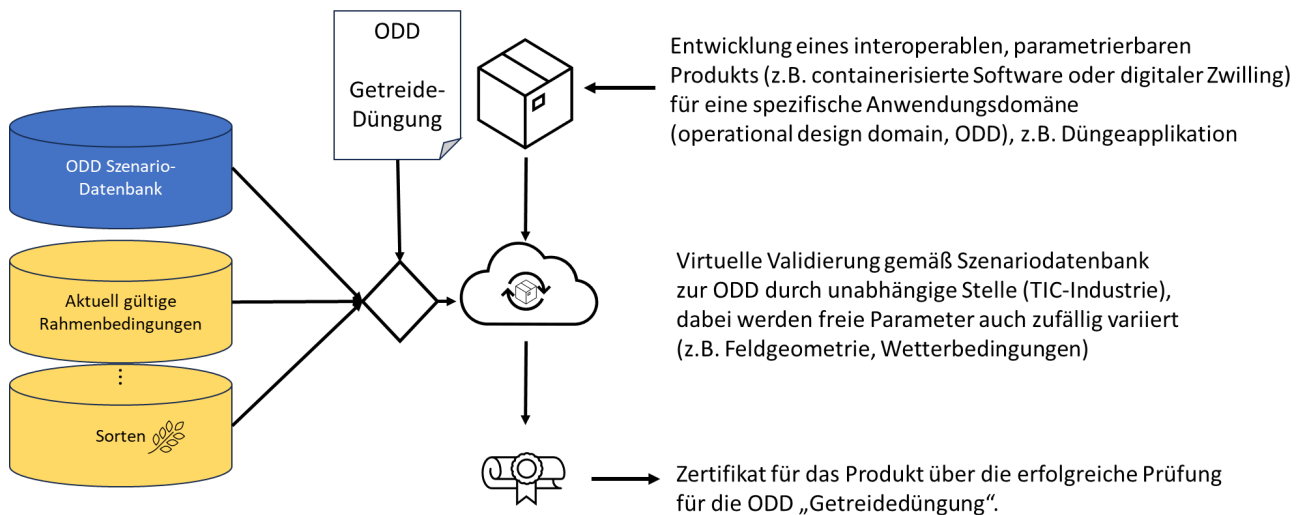 ODD
Getreide-
Düngung
Entwicklung eines interoperablen, parametrierbaren
Produkts (z.B. containerisierte Software oder digitaler Zwilling)
für eine spezifische Anwendungsdomäne
(operational design domain, ODD), z.B. Düngeapplikation
ODD Szenario-
Datenbank
Aktuell gültige
Rahmenbedingungen
...
Sorten
Virtuelle Validierung gemäß Szenariodatenbank
zur ODD durch unabhängige Stelle (TIC-Industrie),
dabei werden freie Parameter auch zufällig variiert
(z.B. Feldgeometrie, Wetterbedingungen)
Zertifikat für das Produkt über die erfolgreiche Prüfung
für die ODD „Getreidedüngung“.